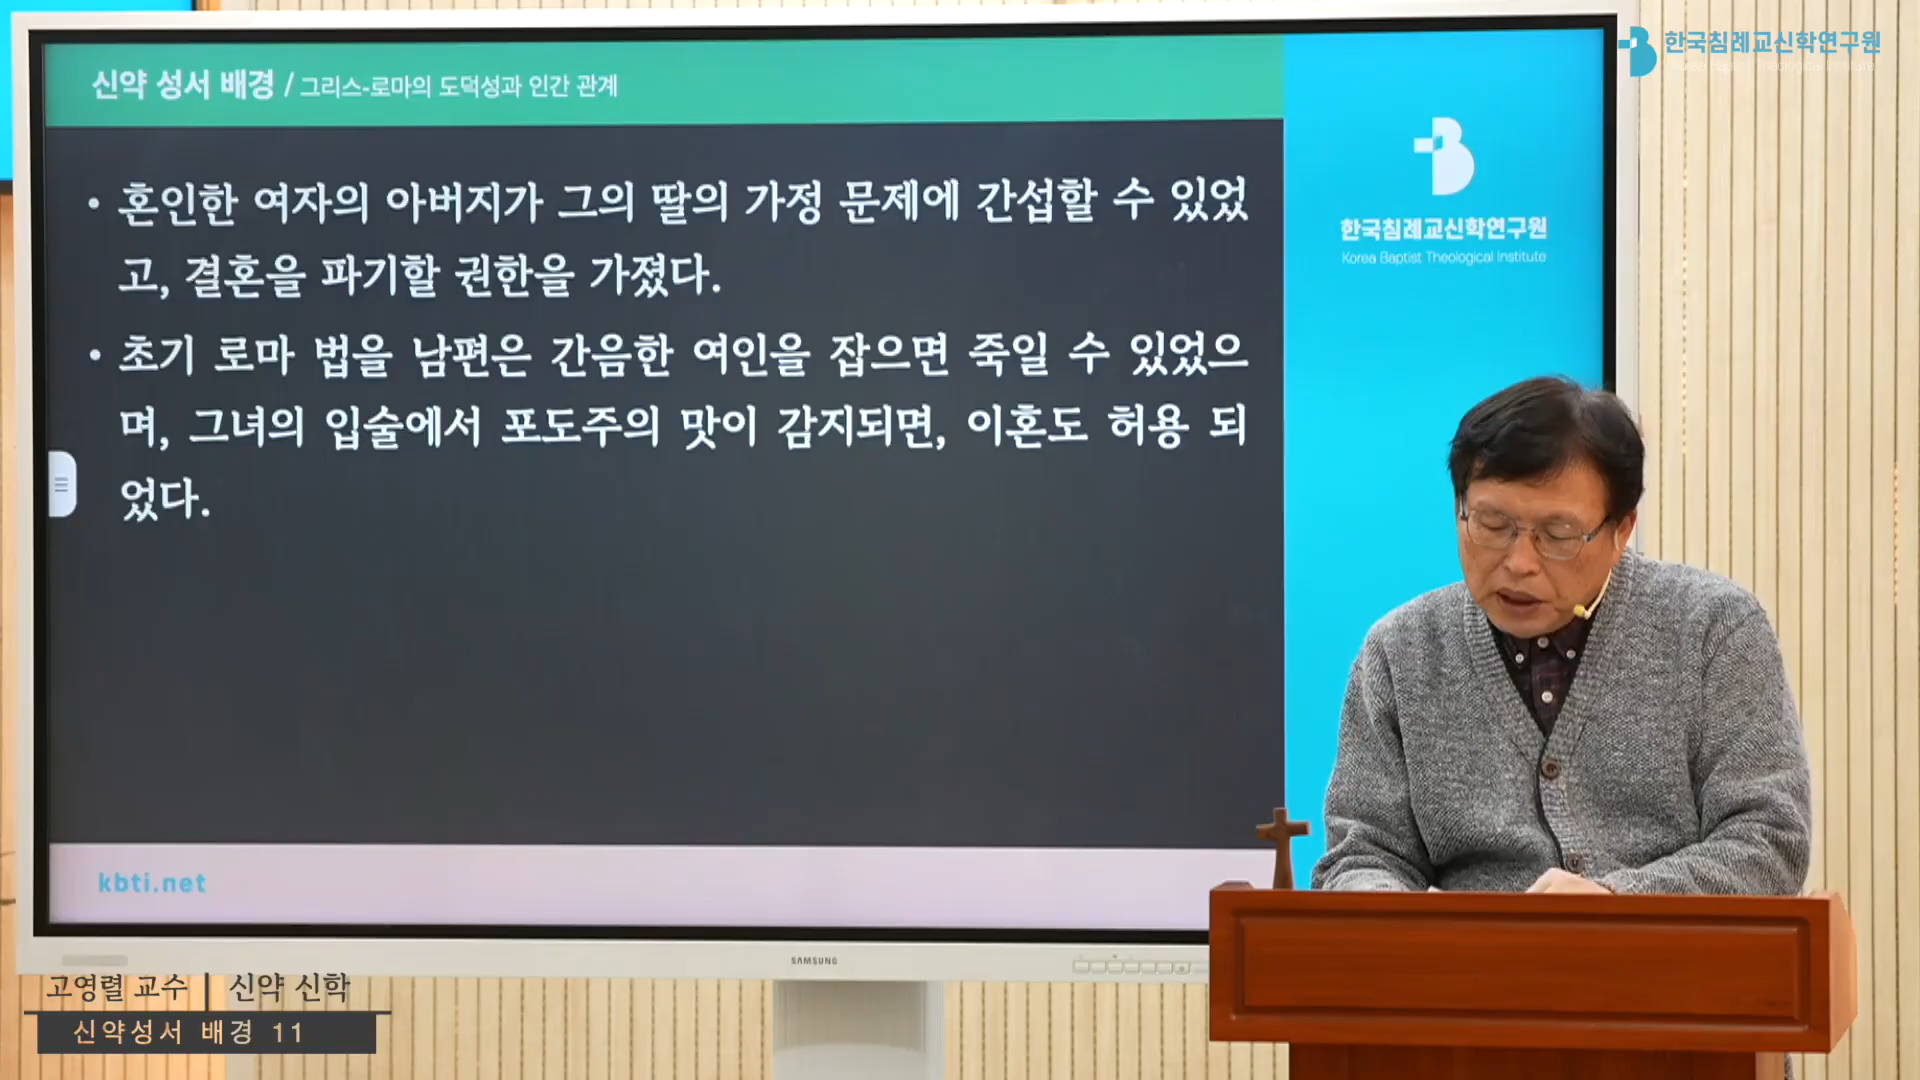 신약 성서 배경 / 그리스-로마의 도덕성과 인간 관계
한국침례교신학연구원
• 혼인한 여자의 아버지가 그의 딸의 가정 문제에 간섭할 수 있었
고, 결혼을 파기할 권한을 가졌다.
• 초기 로마 법을 남편은 간음한 여인을 잡으면 죽일 수 있었으
며, 그녀의 입술에서 포도주의 맛이 감지되면, 이혼도 허용 되
었다.
한국침례교신학연구원
Korea Baptist Theological Institute
kbti.net
SAMSUNG
고영렬 교수 | 신약 신학
신약성서 배경 11